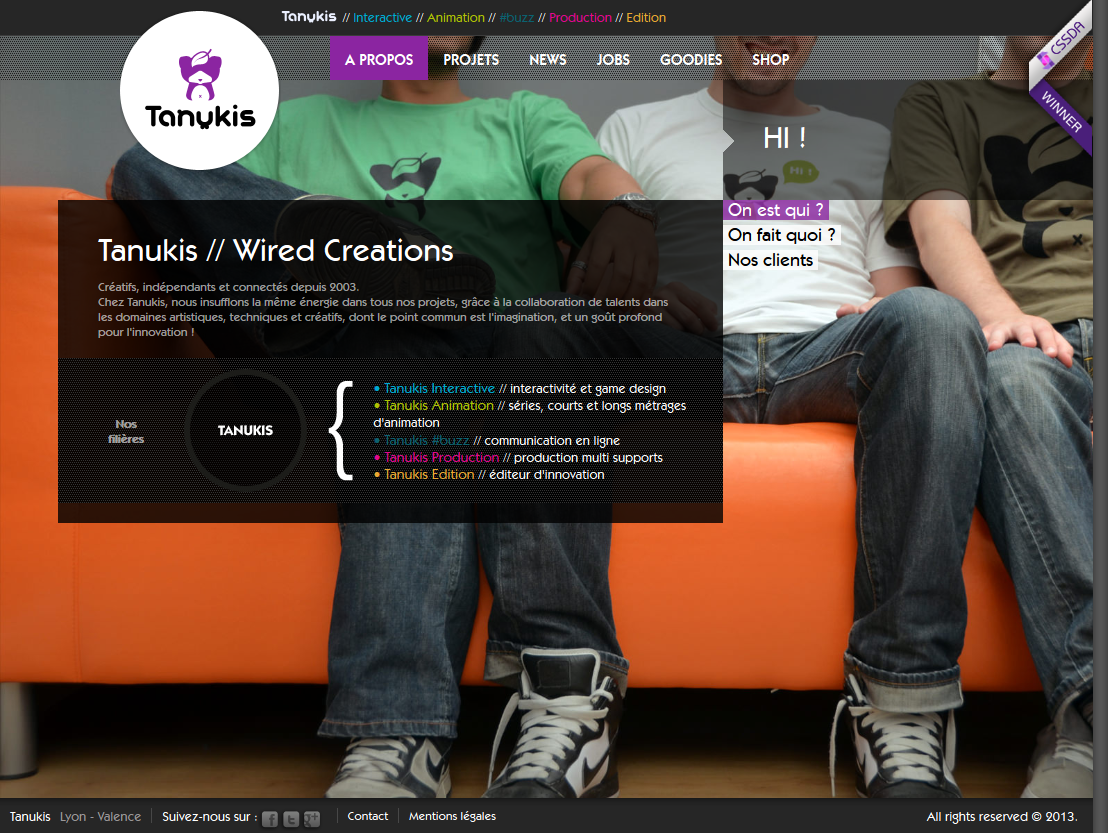 Tanukis // Interactive // Animation // #buzz // Production // Edition
A PROPOS PROJETS NEWS JOBS GOODIES SHOP
CSSDA
WINNER
Tanukis
HI !
Hi !
On est qui ?
On fait quoi ?
Nos clients
Tanukis // Wired Creations
Créatifs, indépendants et connectés depuis 2003.
Chez Tanukis, nous insufflons la même énergie dans tous nos projets, grâce à la collaboration de talents dans
les domaines artistiques, techniques et créatifs, dont le point commun est l'imagination, et un goût profond
pour l'innovation !
Nos
filières
TANUKIS
{
• Tanukis Interactive // interactivité et game design
• Tanukis Animation // séries, courts et longs métrages
d'animation
• Tanukis #buzz // communication en ligne
• Tanukis Production // production multi supports
• Tanukis Edition // éditeur d'innovation
Tanukis Lyon - Valence Suivez-nous sur : Contact Mentions légales All rights reserved © 2013.